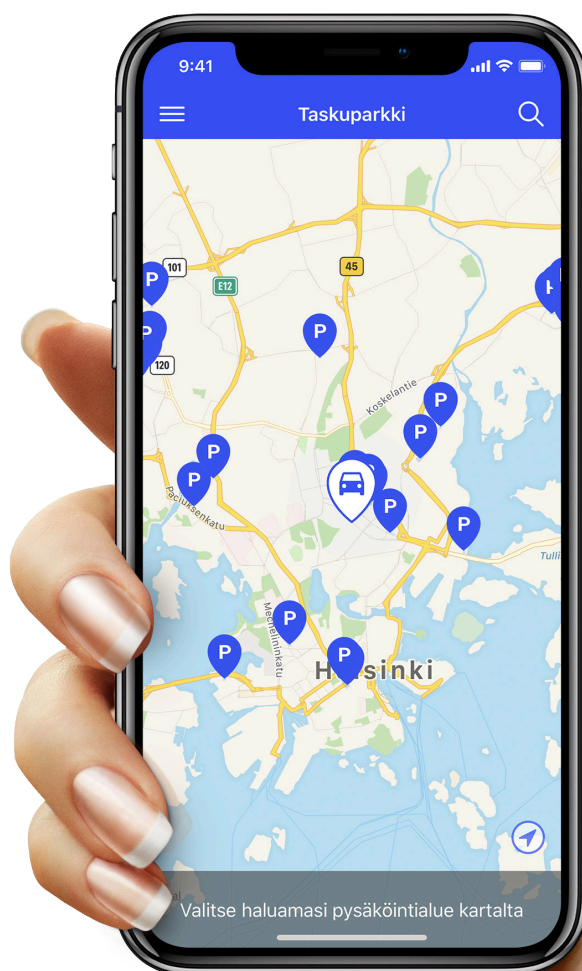 9:41
Taskuparkki
101
45
E12
P
P
P
120
Koskelantie
P
P
P
P
Paciuksenkatu
P
P
Tulli
Mechelininkatu
P
P
P
Helsinki
Valitse haluamasi pysäköintialue kartalta